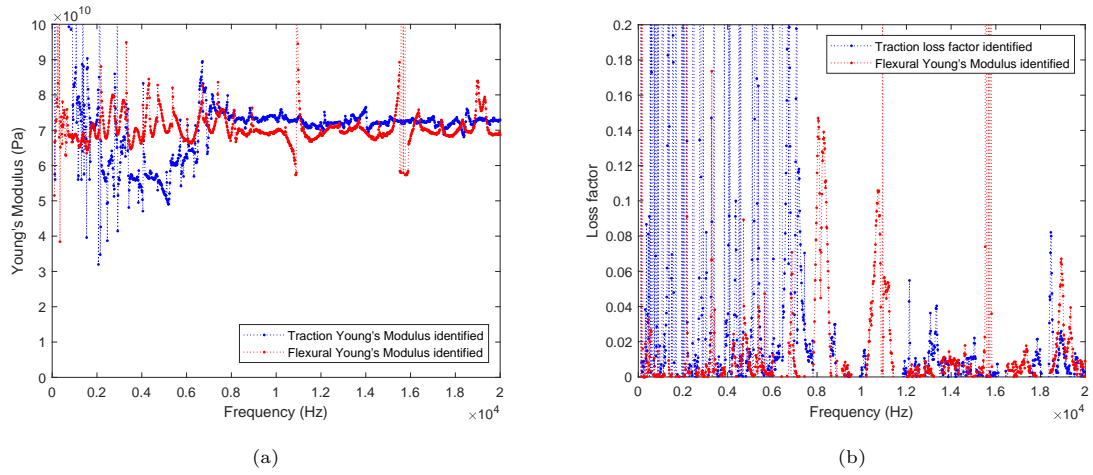 ×10^10
10
9
8
7
6
5
4
3
2
1
0
Young's Modulus (Pa)
Traction Young's Modulus identified
Flexural Young's Modulus identified
0 0.2 0.4 0.6 0.8 1 1.2 1.4 1.6 1.8 2
Frequency (Hz)
×10^4
(a)
0.2
0.18
0.16
0.14
0.12
0.1
0.08
0.06
0.04
0.02
0
Loss factor
Traction loss factor identified
Flexural Young's Modulus identified
0 0.2 0.4 0.6 0.8 1 1.2 1.4 1.6 1.8 2
Frequency (Hz)
×10^4
(b)